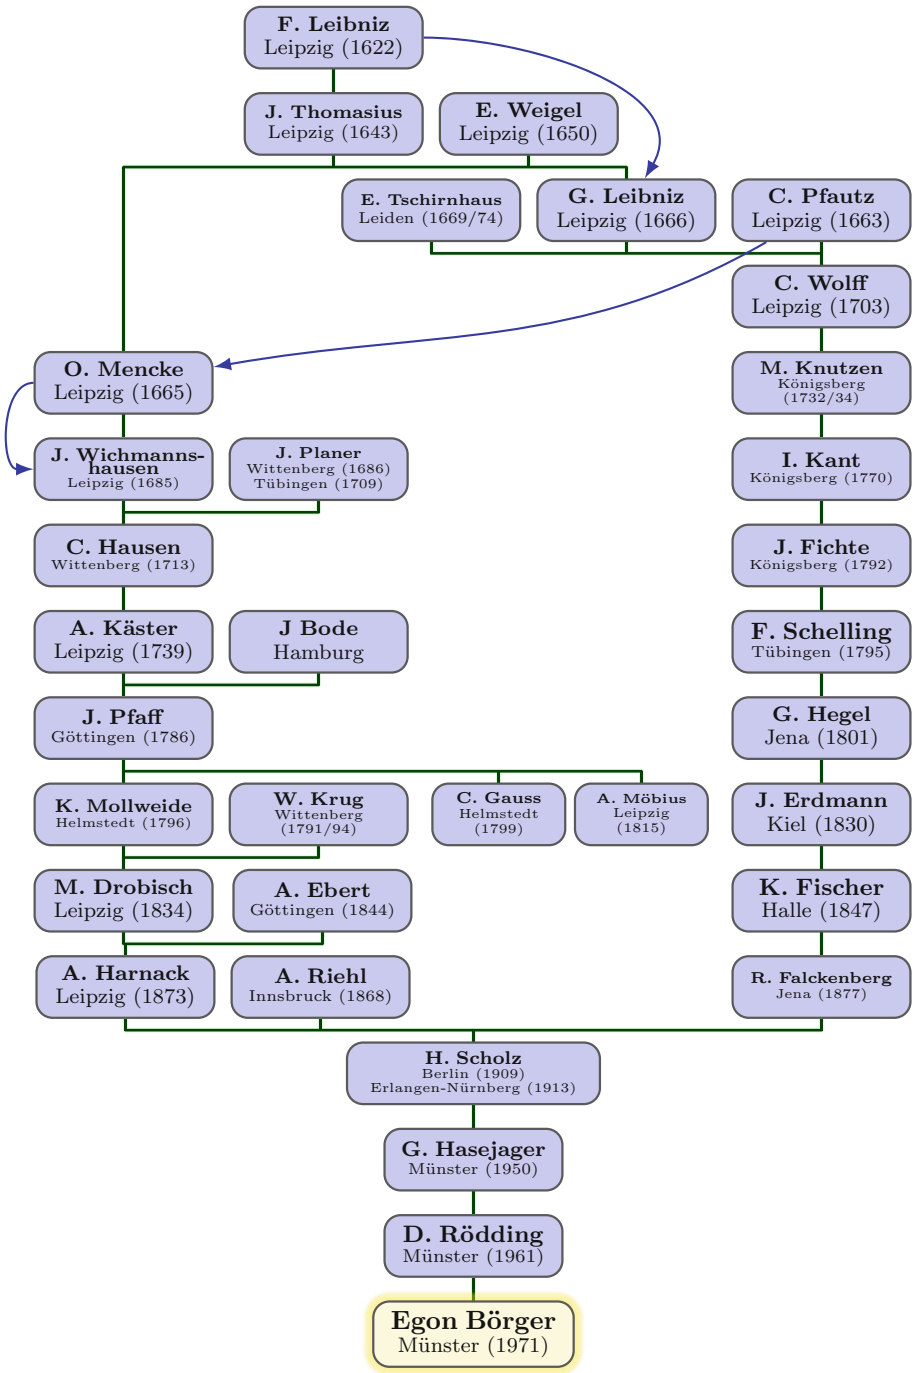 F. Leibniz
Leipzig (1622)
J. Thomasius
Leipzig (1643)
E. Weigel
Leipzig (1650)
E. Tschirnhaus
Leiden (1669/74)
G. Leibniz
Leipzig (1666)
C. Pfautz
Leipzig (1663)
C. Wolff
Leipzig (1703)
O. Mencke
Leipzig (1665)
M. Knutzen
Königsberg
(1732/34)
J. Wichmanns-
hausen
Leipzig (1685)
J. Planer
Wittenberg (1686)
Tübingen (1709)
I. Kant
Königsberg (1770)
C. Hausen
Wittenberg (1713)
J. Fichte
Königsberg (1792)
A. Käster
Leipzig (1739)
J Bode
Hamburg
F. Schelling
Tübingen (1795)
J. Pfaff
Göttingen (1786)
G. Hegel
Jena (1801)
K. Mollweide
Helmstedt (1796)
W. Krug
Wittenberg
(1791/94)
C. Gauss
Helmstedt
(1799)
A. Möbius
Leipzig
(1815)
J. Erdmann
Kiel (1830)
M. Drobisch
Leipzig (1834)
A. Ebert
Göttingen (1844)
K. Fischer
Halle (1847)
A. Harnack
Leipzig (1873)
A. Riehl
Innsbruck (1868)
R. Falckenberg
Jena (1877)
H. Scholz
Berlin (1909)
Erlangen-Nürnberg (1913)
G. Hasejager
Münster (1950)
D. Rödding
Münster (1961)
Egon Börger
Münster (1971)